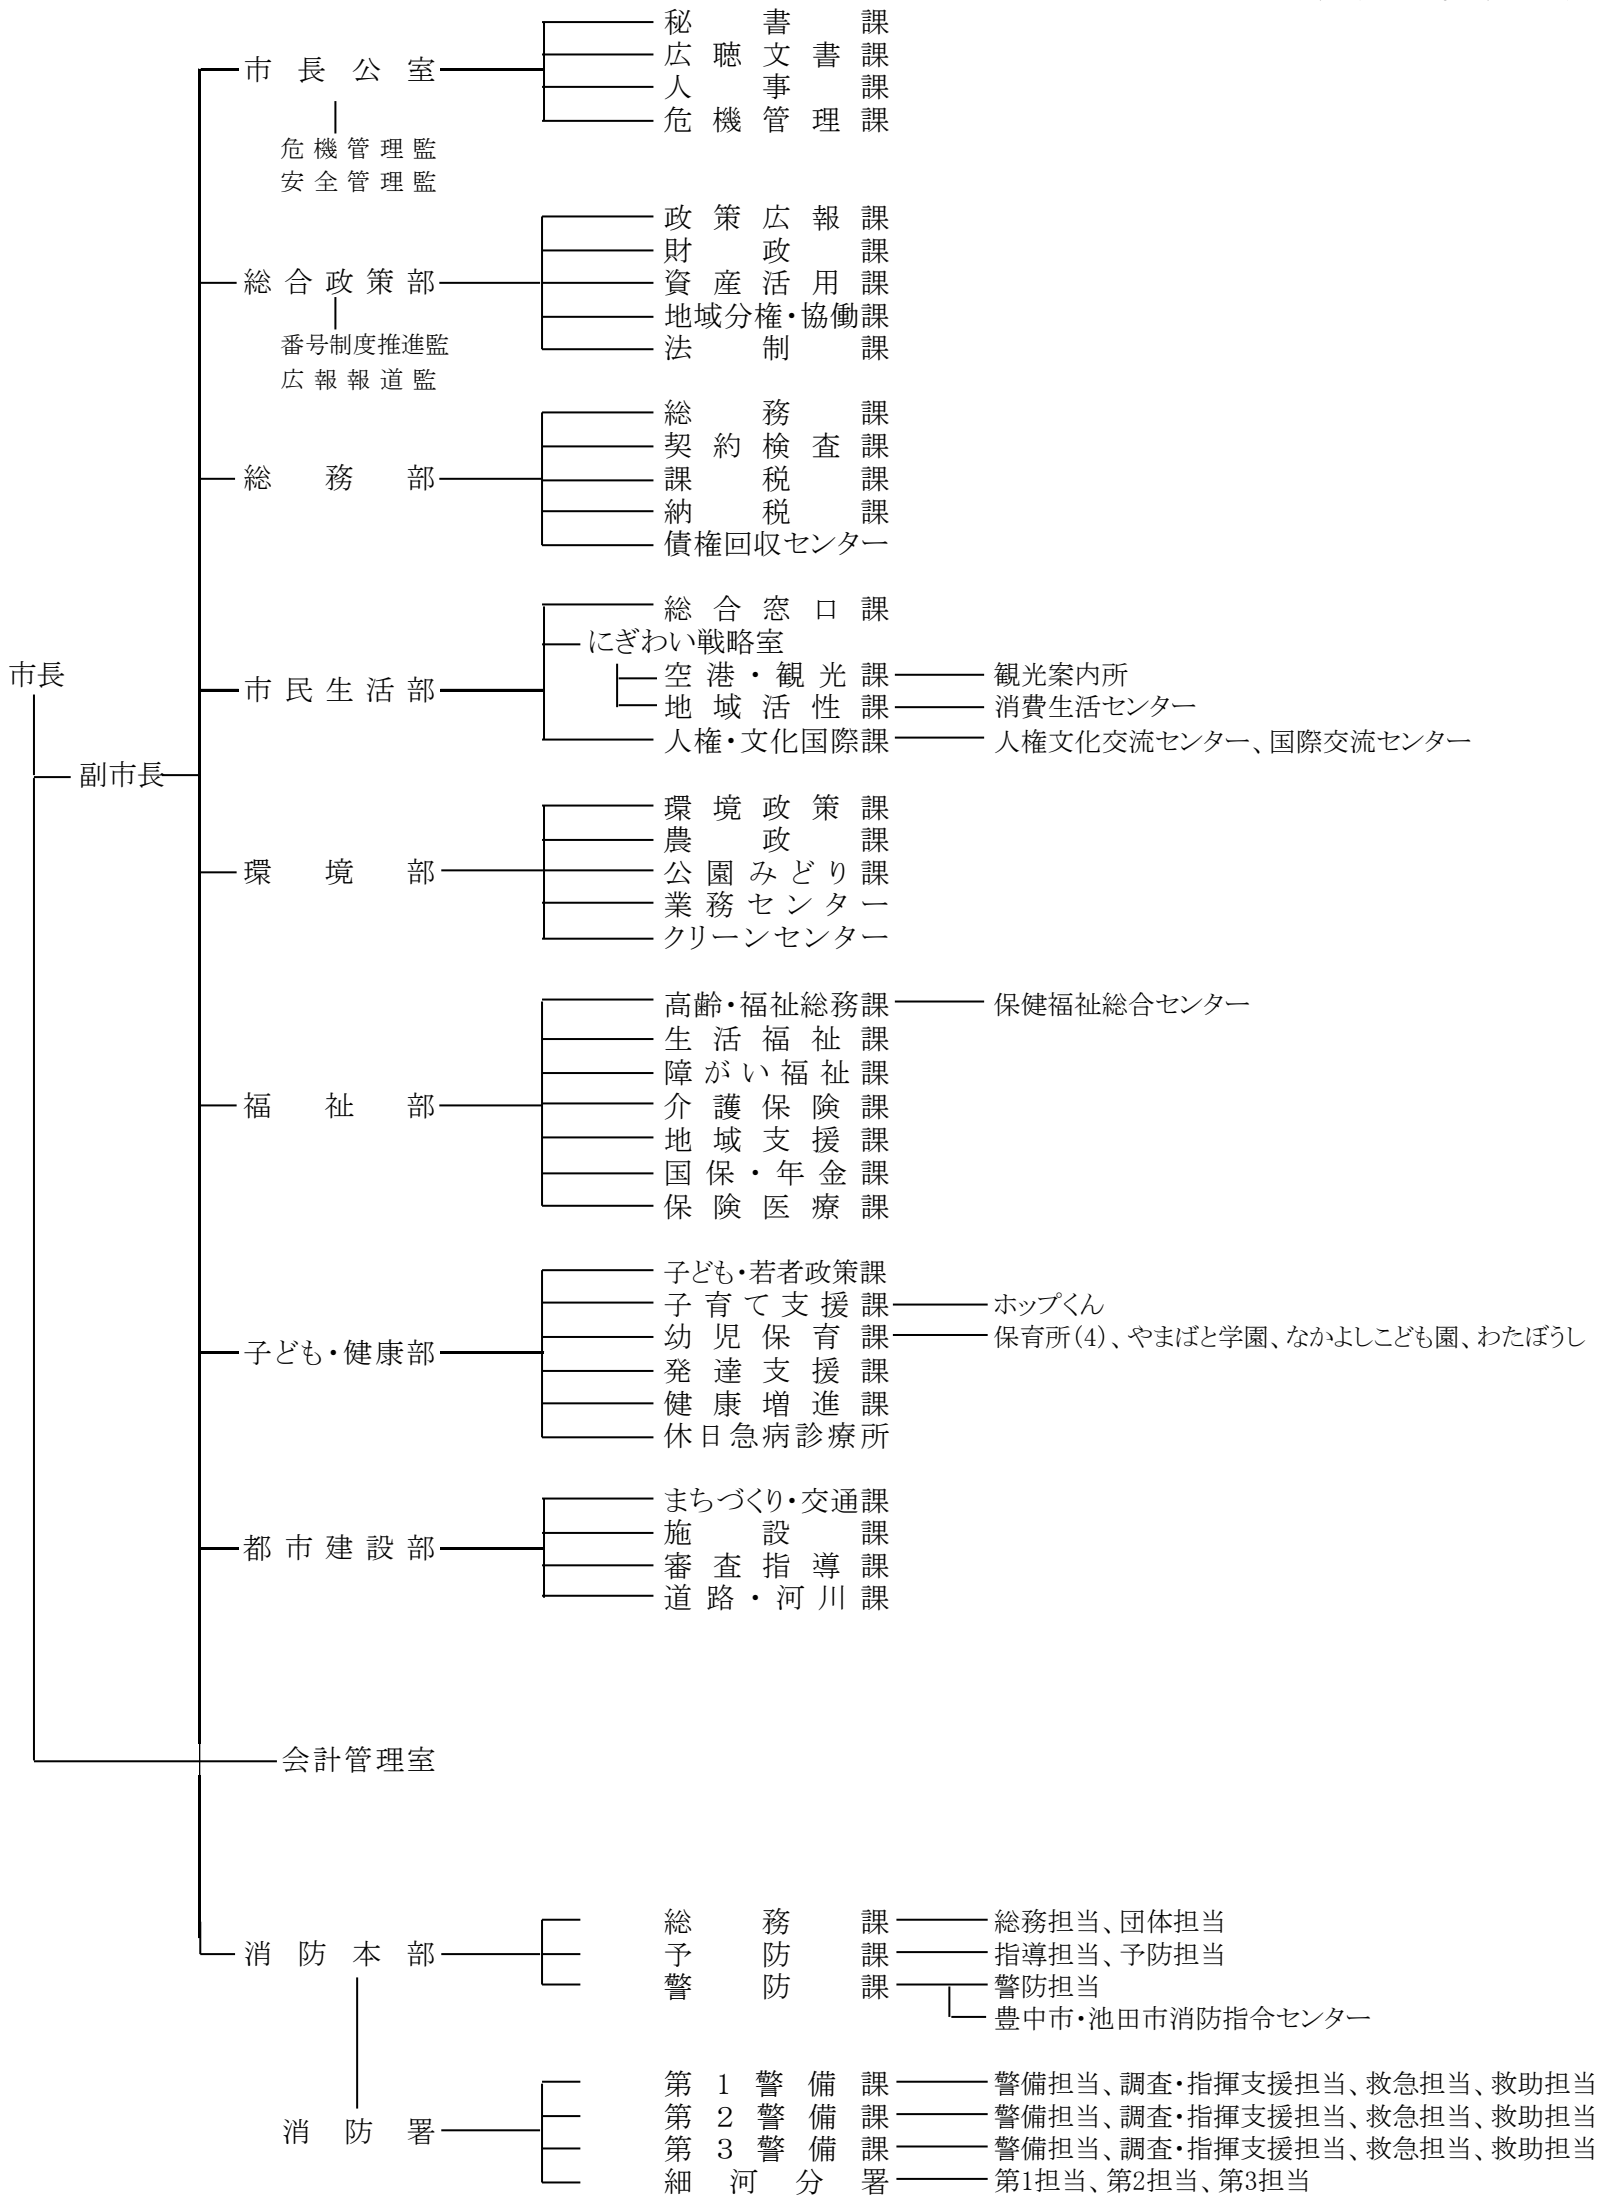 秘書課
広聴文書課
市長公室
人事課
危機管理課
危機管理監
安全管理監
政策広報課
財政課
総合政策部
資産活用課
地域分権・協働課
番号制度推進監
法制課
広報報道監
総務課
契約検査課
総務部
課税課
納税課
債権回収センター
総合窓口課
にぎわい戦略室
市長
空港・観光課 観光案内所
市民生活部
地域活性課 消費生活センター
人権・文化国際課 人権文化交流センター、国際交流センター
副市長
環境政策課
農政課
環境部
公園みどり課
業務センター
クリーンセンター
高齢・福祉総務課 保健福祉総合センター
生活福祉課
障がい福祉課
福祉部
介護保険課
地域支援課
国保・年金課
保険医療課
子ども・若者政策課
子育て支援課 ホップくん
幼児保育課 保育所(4)、やまばと学園、なかよしこども園、わたぼうし
子ども・健康部
発達支援課
健康増進課
休日急病診療所
まちづくり・交通課
施設課
都市建設部
審査指導課
道路・河川課
会計管理室
総務課 総務担当、団体担当
消防本部
予防課 指導担当、予防担当
警防課 警防担当
豊中市・池田市消防指令センター
第1警備課 警備担当、調査・指揮支援担当、救急担当、救助担当
第2警備課 警備担当、調査・指揮支援担当、救急担当、救助担当
消防署
第3警備課 警備担当、調査・指揮支援担当、救急担当、救助担当
細河分署 第1担当、第2担当、第3担当